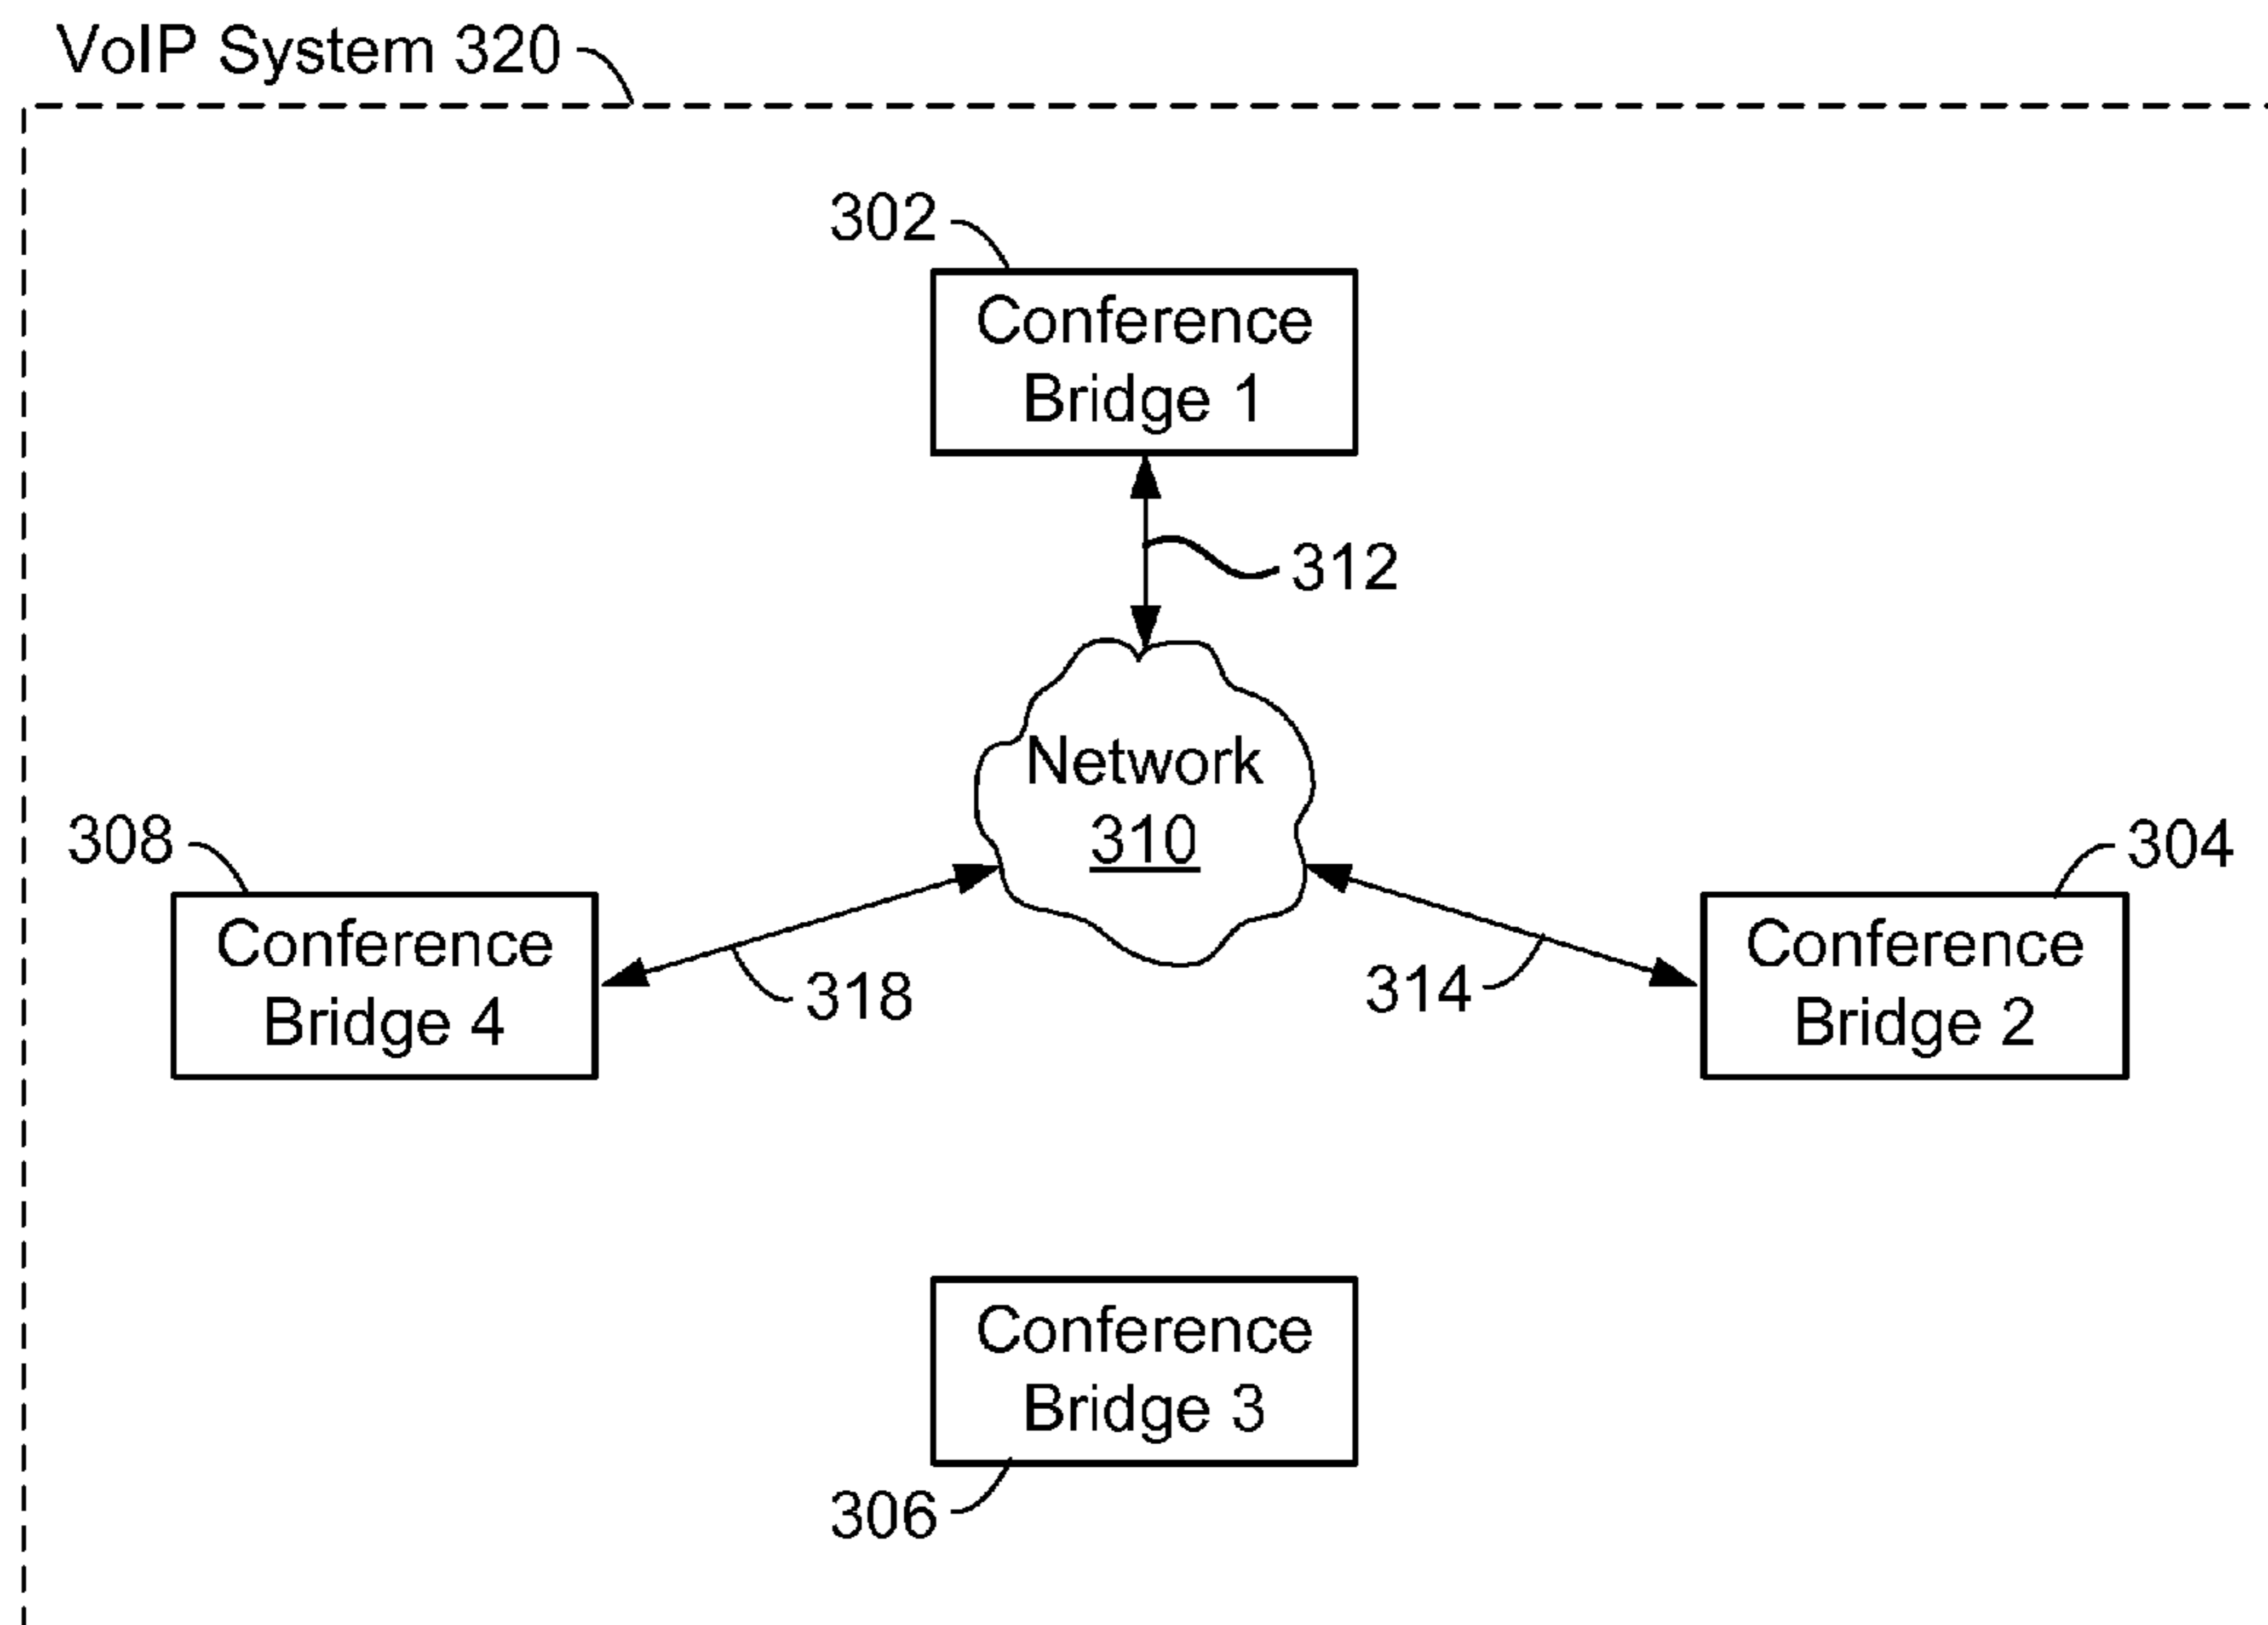 VoIP System 320
302
Conference
Bridge 1
312
Network
310
308
304
Conference
Bridge 4
318
314
Conference
Bridge 2
Conference
Bridge 3
306